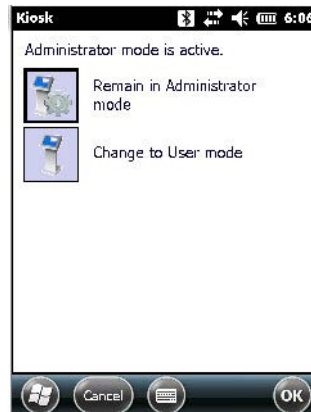 Kiosk 6:06
Administrator mode is active.
Remain in Administrator
mode
Change to User mode
Cancel OK